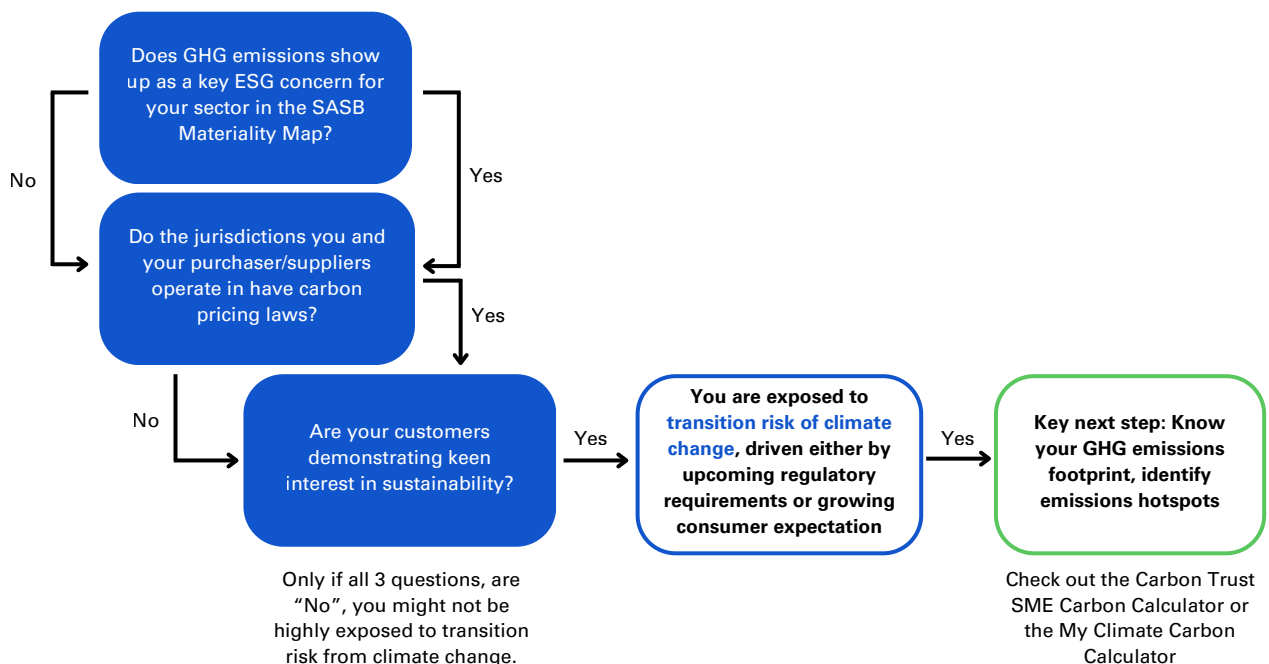 Does GHG emissions show
up as a key ESG concern for
your sector in the SASB
Materiality Map?
No
Yes
Do the jurisdictions you and
your purchaser/suppliers
operate in have carbon
pricing laws?
Yes
No
Are your customers
demonstrating keen
interest in sustainability?
Yes
You are exposed to
transition risk of climate
change, driven either by
upcoming regulatory
requirements or growing
consumer expectation
Yes
Key next step: Know
your GHG emissions
footprint, identify
emissions hotspots
Only if all 3 questions, are
“No”, you might not be
highly exposed to transition
risk from climate change.
Check out the Carbon Trust
SME Carbon Calculator or
the My Climate Carbon
Calculator